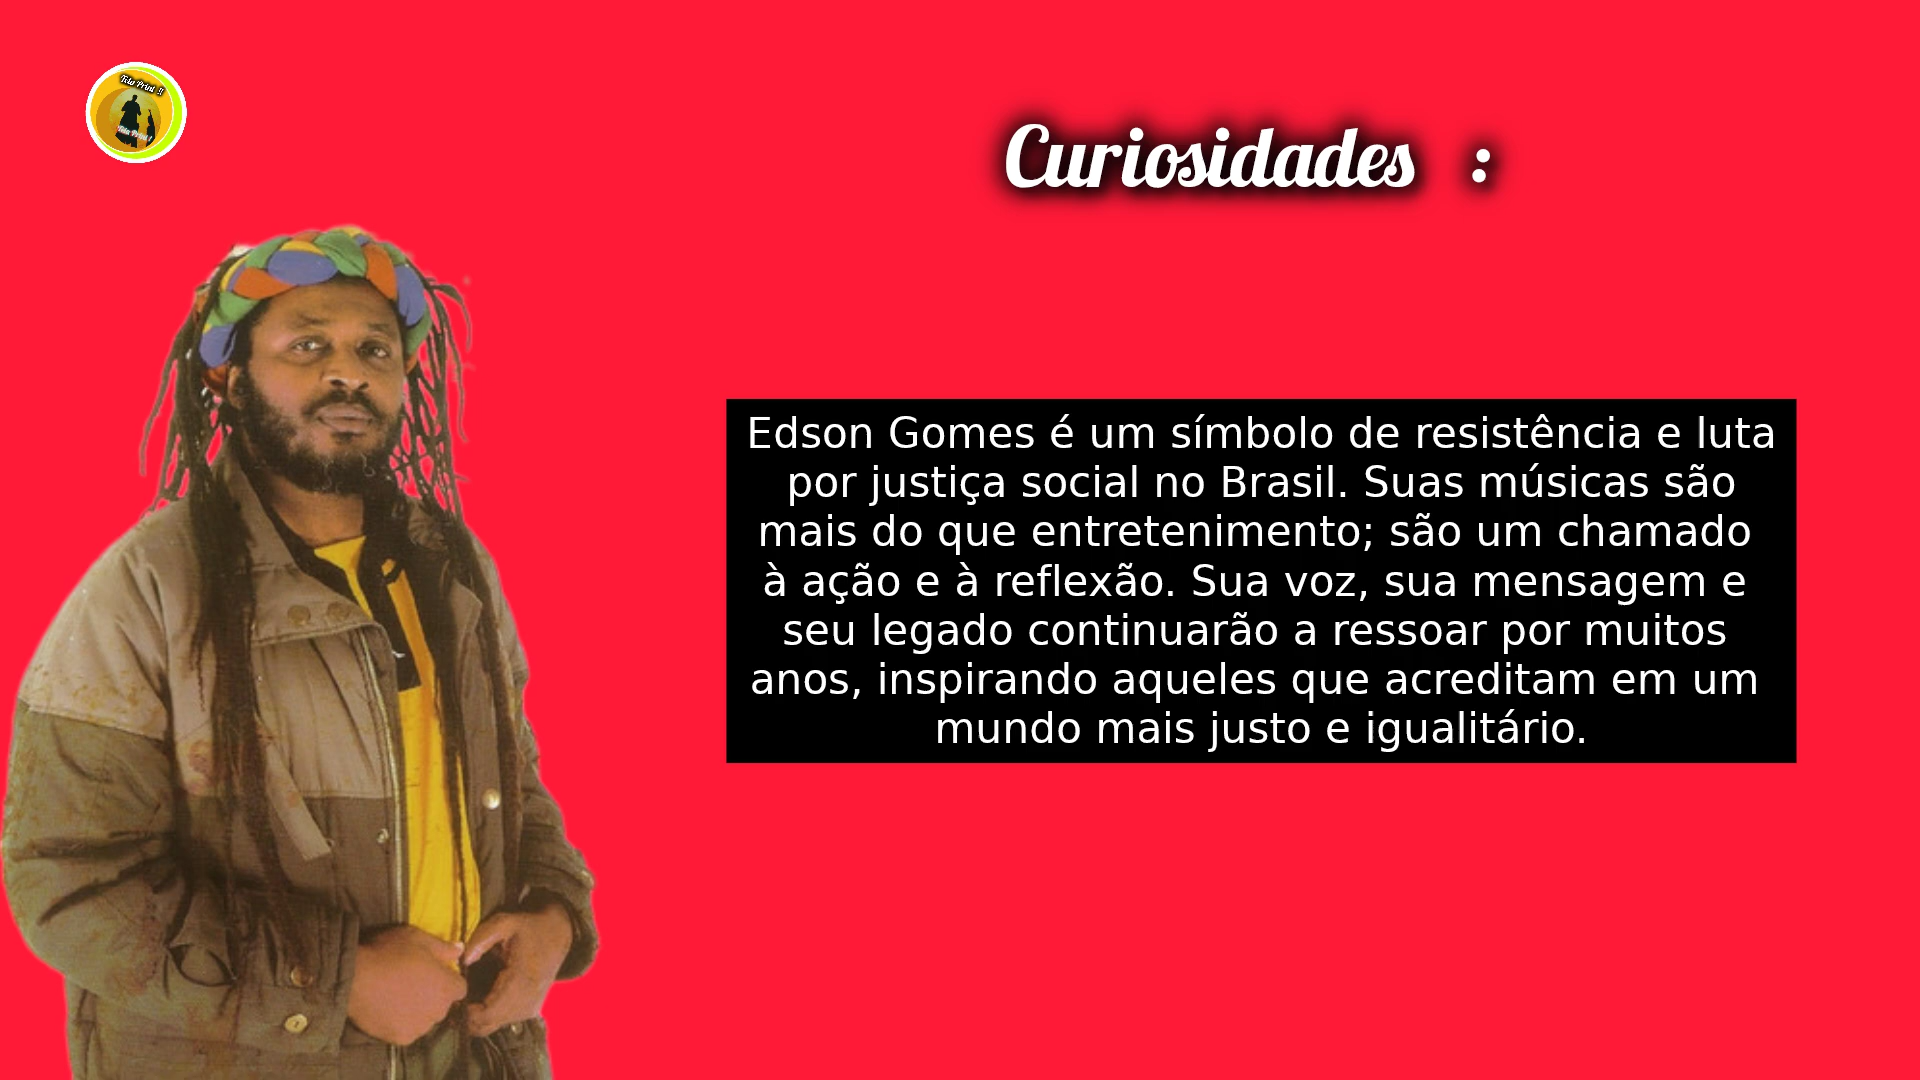 Tela Print !!
Curiosidades :
Edson Gomes é um símbolo de resistência e luta
por justiça social no Brasil. Suas músicas são
mais do que entretenimento; são um chamado
à ação e à reflexão. Sua voz, sua mensagem e
seu legado continuarão a ressoar por muitos
anos, inspirando aqueles que acreditam em um
mundo mais justo e igualitário.